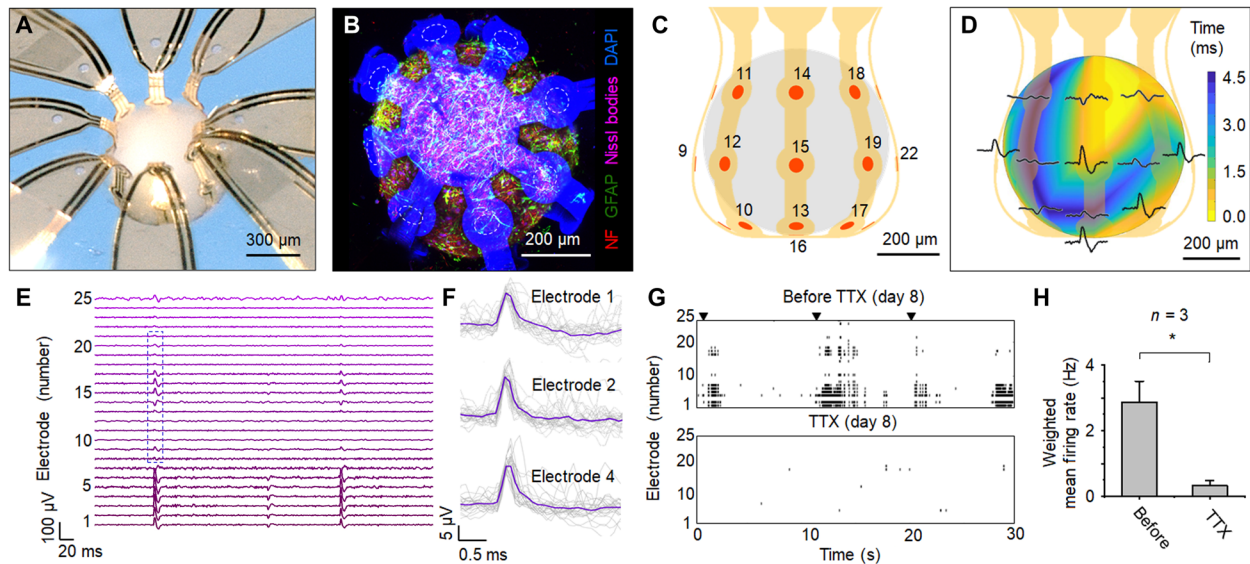 A
300 µm
B
NF GFAP Nissl bodies DAPI
200 µm
C
11
14
18
12
15
19
9
22
10
13
17
16
200 µm
D
Time
(ms)
4.5
3.0
1.5
0.0
200 µm
E
25
20
15
10
5
1
Electrode (number)
100 µV
20 ms
F
Electrode 1
Electrode 2
Electrode 4
5 µV
0.5 ms
G
Before TTX (day 8)
25
20
10
1
TTX (day 8)
20
10
1
Electrode (number)
0
10
20
30
Time (s)
H
n = 3
*
4
3
2
1
0
Weighted
mean firing rate (Hz)
Before
TTX